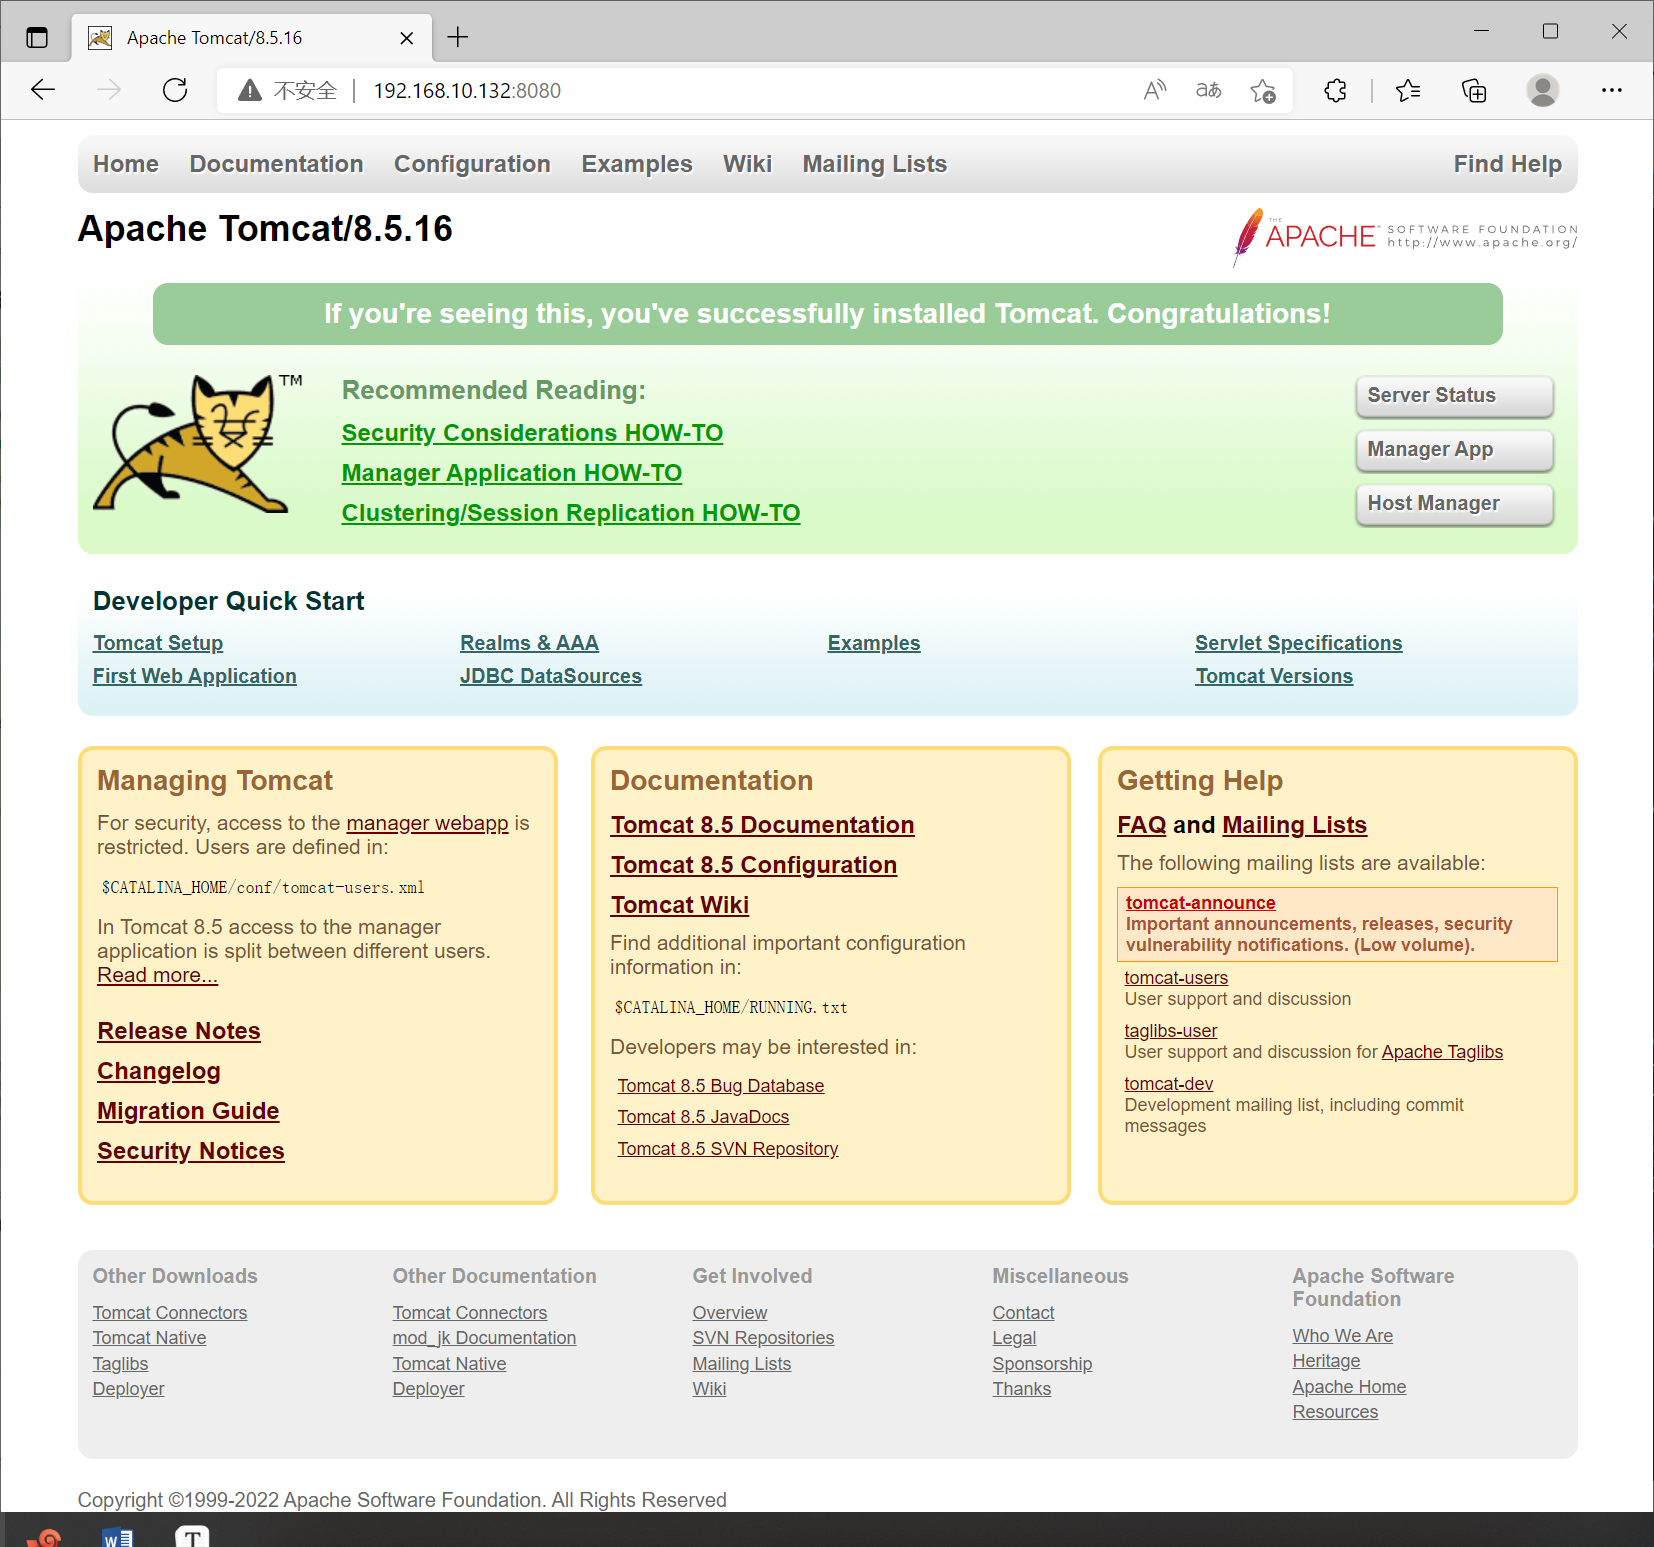 Apache Tomcat/8.5.16
不安全 192.168.10.132:8080
Home Documentation Configuration Examples Wiki Mailing Lists Find Help
Apache Tomcat/8.5.16
THE APACHE SOFTWARE FOUNDATION
http://www.apache.org/
If you're seeing this, you've successfully installed Tomcat. Congratulations!
TM
Recommended Reading:
Security Considerations HOW-TO
Manager Application HOW-TO
Clustering/Session Replication HOW-TO
Server Status
Manager App
Host Manager
Developer Quick Start
Tomcat Setup
First Web Application
Realms & AAA
JDBC DataSources
Examples
Servlet Specifications
Tomcat Versions
Managing Tomcat
For security, access to the manager webapp is
restricted. Users are defined in:
$CATALINA_HOME/conf/tomcat-users.xml
In Tomcat 8.5 access to the manager
application is split between different users.
Read more...
Release Notes
Changelog
Migration Guide
Security Notices
Documentation
Tomcat 8.5 Documentation
Tomcat 8.5 Configuration
Tomcat Wiki
Find additional important configuration
information in:
$CATALINA_HOME/RUNNING.txt
Developers may be interested in:
Tomcat 8.5 Bug Database
Tomcat 8.5 JavaDocs
Tomcat 8.5 SVN Repository
Getting Help
FAQ and Mailing Lists
The following mailing lists are available:
tomcat-announce
Important announcements, releases, security
vulnerability notifications. (Low volume).
tomcat-users
User support and discussion
taglibs-user
User support and discussion for Apache Taglibs
tomcat-dev
Development mailing list, including commit
messages
Other Downloads
Tomcat Connectors
Tomcat Native
Taglibs
Deployer
Other Documentation
Tomcat Connectors
mod_jk Documentation
Tomcat Native
Deployer
Get Involved
Overview
SVN Repositories
Mailing Lists
Wiki
Miscellaneous
Contact
Legal
Sponsorship
Thanks
Apache Software
Foundation
Who We Are
Heritage
Apache Home
Resources
Copyright ©1999-2022 Apache Software Foundation. All Rights Reserved